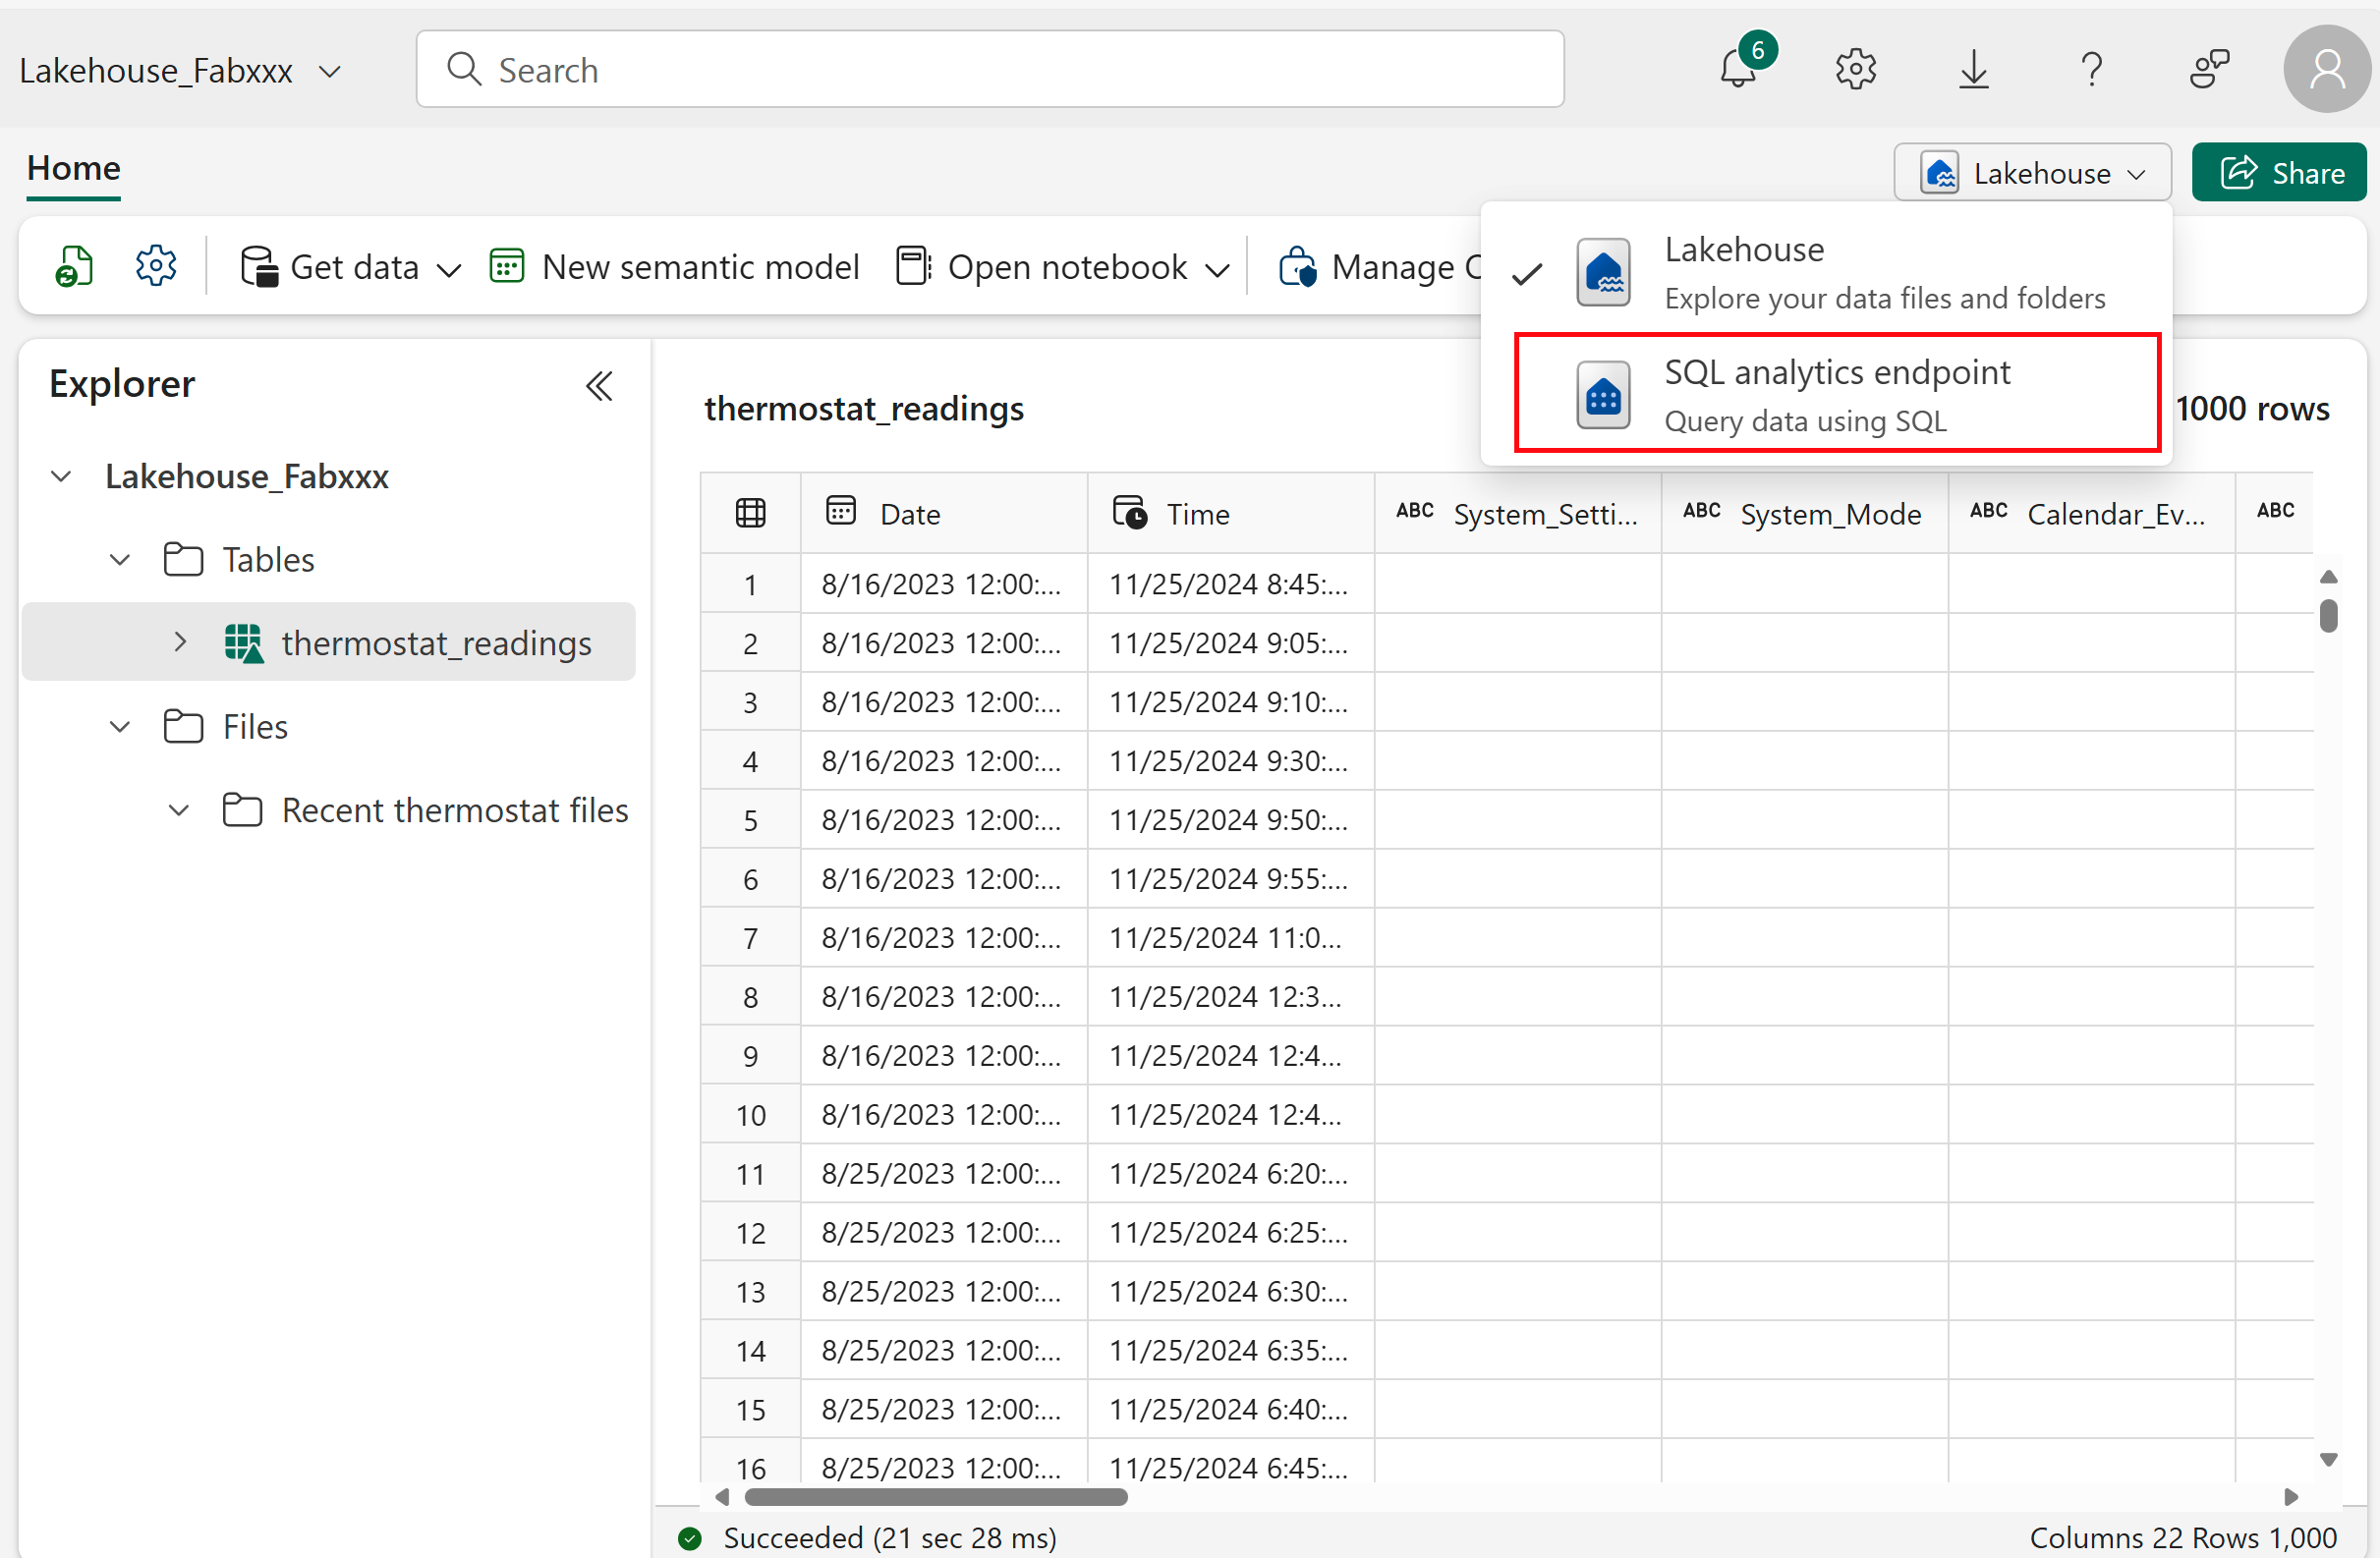 Lakehouse_Fabxxx
Search
6
Home
Lakehouse
Share
Get data
New semantic model
Open notebook
Manage
Lakehouse
Explore your data files and folders
SQL analytics endpoint
Query data using SQL
Explorer
Lakehouse_Fabxxx
Tables
thermostat_readings
Files
Recent thermostat files
thermostat_readings
1000 rows
Date
Time
ABC System_Setti...
ABC System_Mode
ABC Calendar_Ev...
ABC
1 8/16/2023 12:00:... 11/25/2024 8:45:...
2 8/16/2023 12:00:... 11/25/2024 9:05:...
3 8/16/2023 12:00:... 11/25/2024 9:10:...
4 8/16/2023 12:00:... 11/25/2024 9:30:...
5 8/16/2023 12:00:... 11/25/2024 9:50:...
6 8/16/2023 12:00:... 11/25/2024 9:55:...
7 8/16/2023 12:00:... 11/25/2024 11:0...
8 8/16/2023 12:00:... 11/25/2024 12:3...
9 8/16/2023 12:00:... 11/25/2024 12:4...
10 8/16/2023 12:00:... 11/25/2024 12:4...
11 8/25/2023 12:00:... 11/25/2024 6:20:...
12 8/25/2023 12:00:... 11/25/2024 6:25:...
13 8/25/2023 12:00:... 11/25/2024 6:30:...
14 8/25/2023 12:00:... 11/25/2024 6:35:...
15 8/25/2023 12:00:... 11/25/2024 6:40:...
16 8/25/2023 12:00:... 11/25/2024 6:45:...
Succeeded (21 sec 28 ms)
Columns 22 Rows 1,000